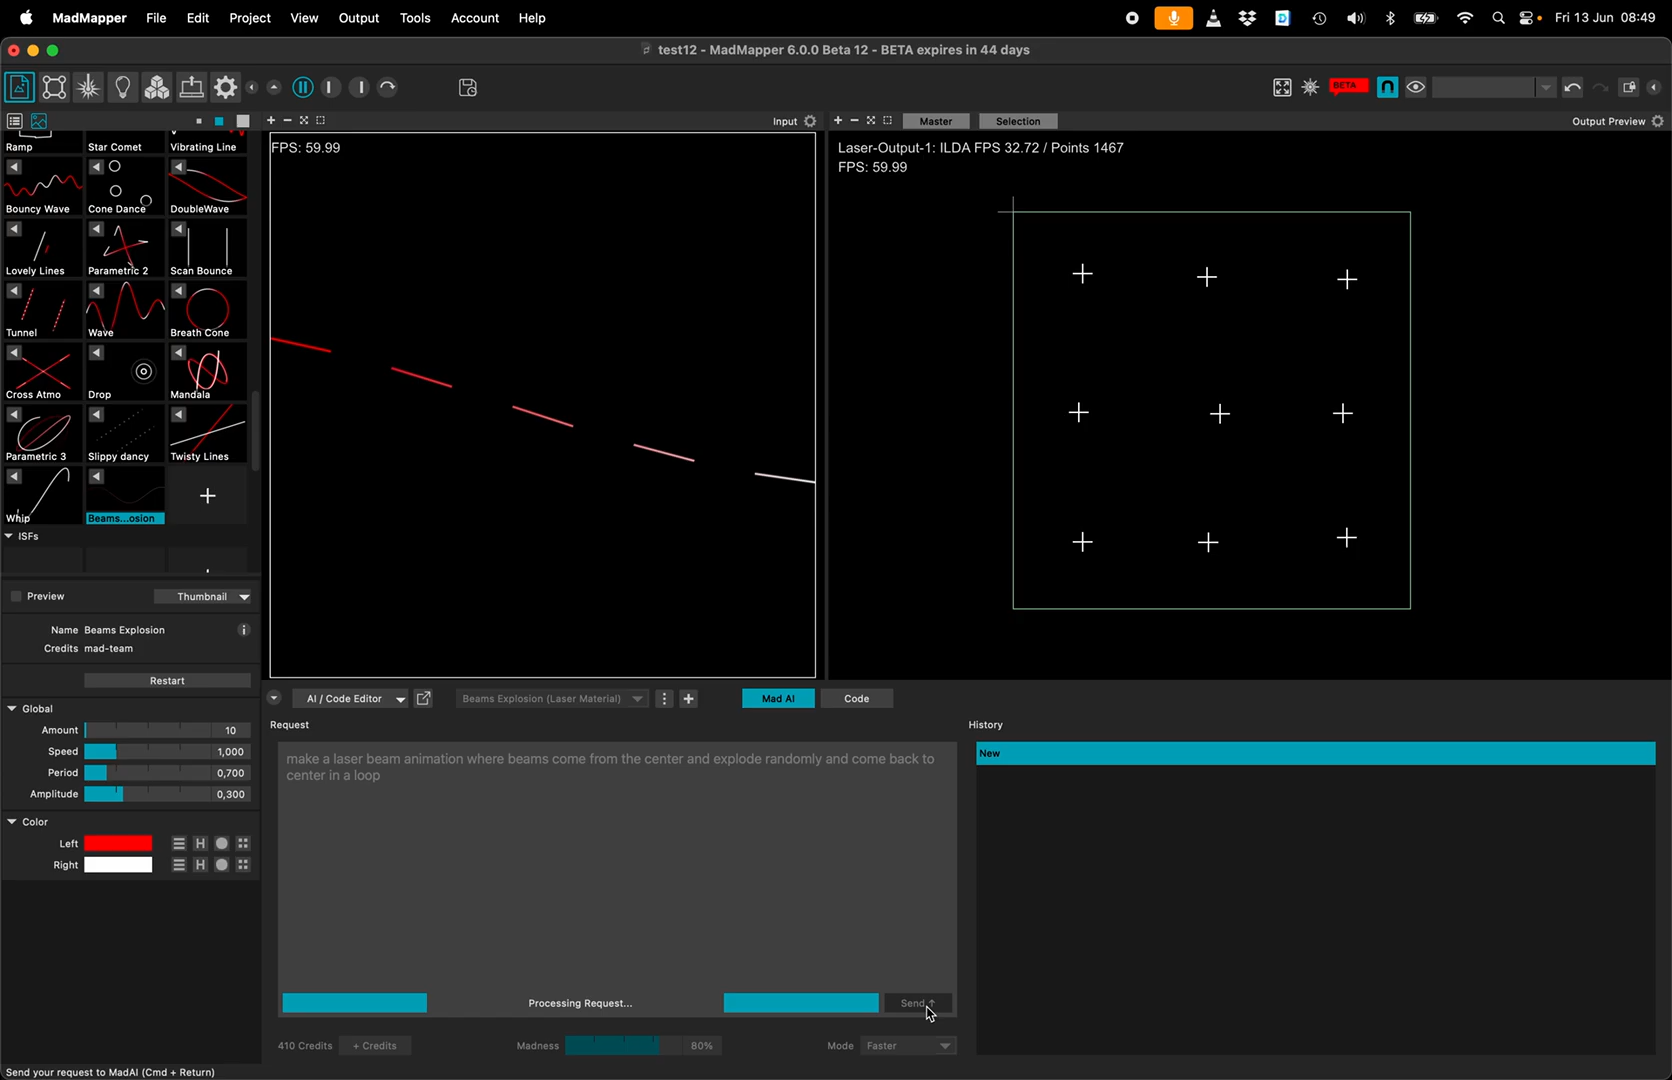 MadMapper File Edit Project View Output Tools Account Help
Fri 13 Jun 08:49
test12 - MadMapper 6.0.0 Beta 12 - BETA expires in 44 days
BETA
Input
Master
Selection
Output Preview
FPS: 59.99
Laser-Output-1: ILDA FPS 32.72 / Points 1467
FPS: 59.99
Ramp
Star Comet
Vibrating Line
Bouncy Wave
Cone Dance
DoubleWave
Lovely Lines
Parametric 2
Scan Bounce
Tunnel
Wave
Breath Cone
Cross Atmo
Drop
Mandala
Parametric 3
Slippy dancy
Twisty Lines
Whip
Beams...osion
ISFs
Preview
Thumbnail
Name Beams Explosion
Credits mad-team
Restart
Global
Amount 10
Speed 1,000
Period 0,700
Amplitude 0,300
Color
Left
H
Right
H
AI / Code Editor
Beams Explosion (Laser Material)
Mad AI
Code
Request
make a laser beam animation where beams come from the center and explode randomly and come back to
center in a loop
Processing Request...
Send
410 Credits
+ Credits
Madness
80%
Mode
Faster
History
New
Send your request to MadAI (Cmd + Return)